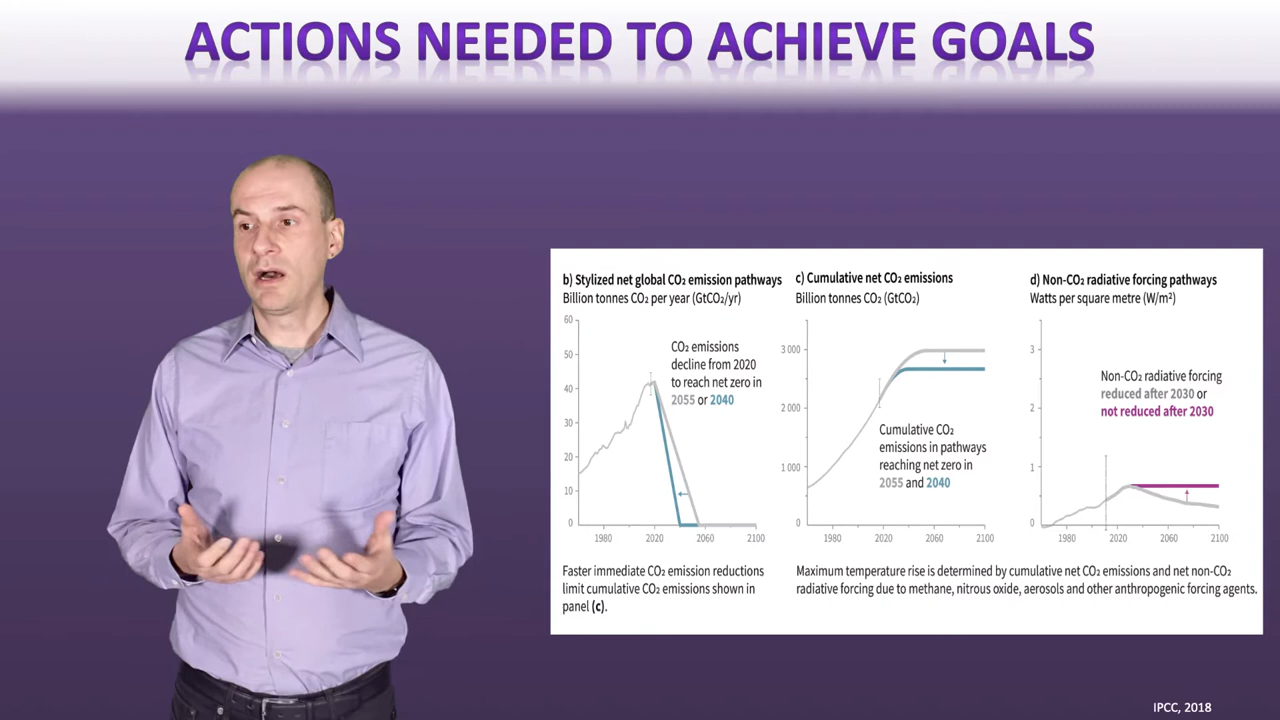 ACTIONS NEEDED TO ACHIEVE GOALS
b) Stylized net global CO₂ emission pathways
Billion tonnes CO₂ per year (GtCO₂/yr)
60
50
40
30
20
10
0
1980
2020
2060
2100
CO₂ emissions
decline from 2020
to reach net zero in
2055 or 2040
Faster immediate CO₂ emission reductions
limit cumulative CO₂ emissions shown in
panel (c).
c) Cumulative net CO₂ emissions
Billion tonnes CO₂ (GtCO₂)
3 000
2 000
1 000
0
1980
2020
2060
2100
Cumulative CO₂
emissions in pathways
reaching net zero in
2055 and 2040
d) Non-CO₂ radiative forcing pathways
Watts per square metre (W/m²)
3
2
1
0
1980
2020
2060
2100
Non-CO₂ radiative forcing
reduced after 2030 or
not reduced after 2030
Maximum temperature rise is determined by cumulative net CO₂ emissions and net non-CO₂
radiative forcing due to methane, nitrous oxide, aerosols and other anthropogenic forcing agents.
IPCC, 2018